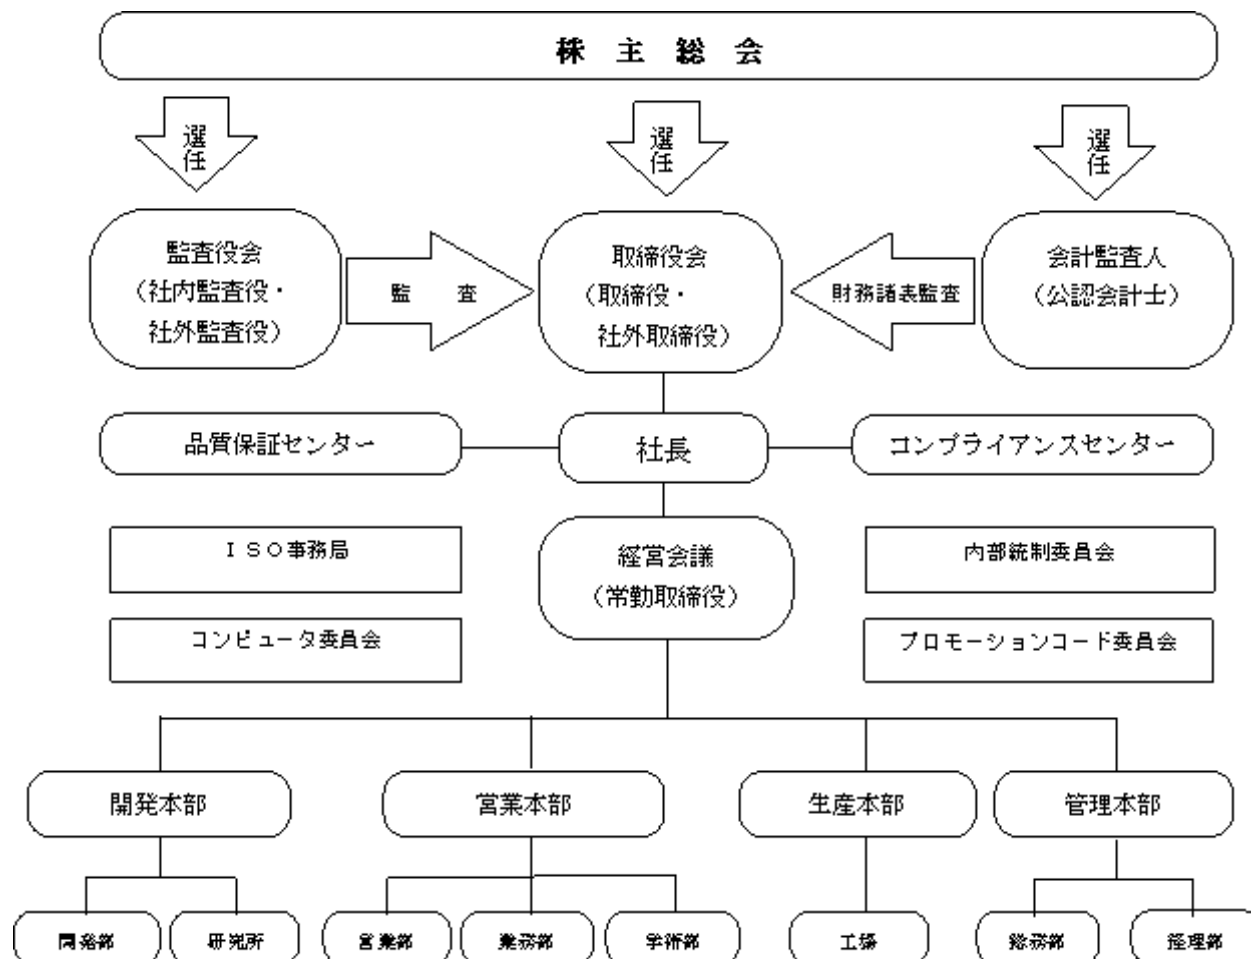 株 主 総 会
選任
選任
選任
監査役会
（社内監査役・
社外監査役）
監 査
取締役会
（取締役・
社外取締役）
財務諸表監査
会計監査人
（公認会計士）
品質保証センター
社長
コンプライアンスセンター
ＩＳＯ事務局
経営会議
（常勤取締役）
内部統制委員会
コンピュータ委員会
プロモーションコード委員会
開発本部
営業本部
生産本部
管理本部
開発部
研究所
営業部
業務部
学術部
工場
総務部
経理部